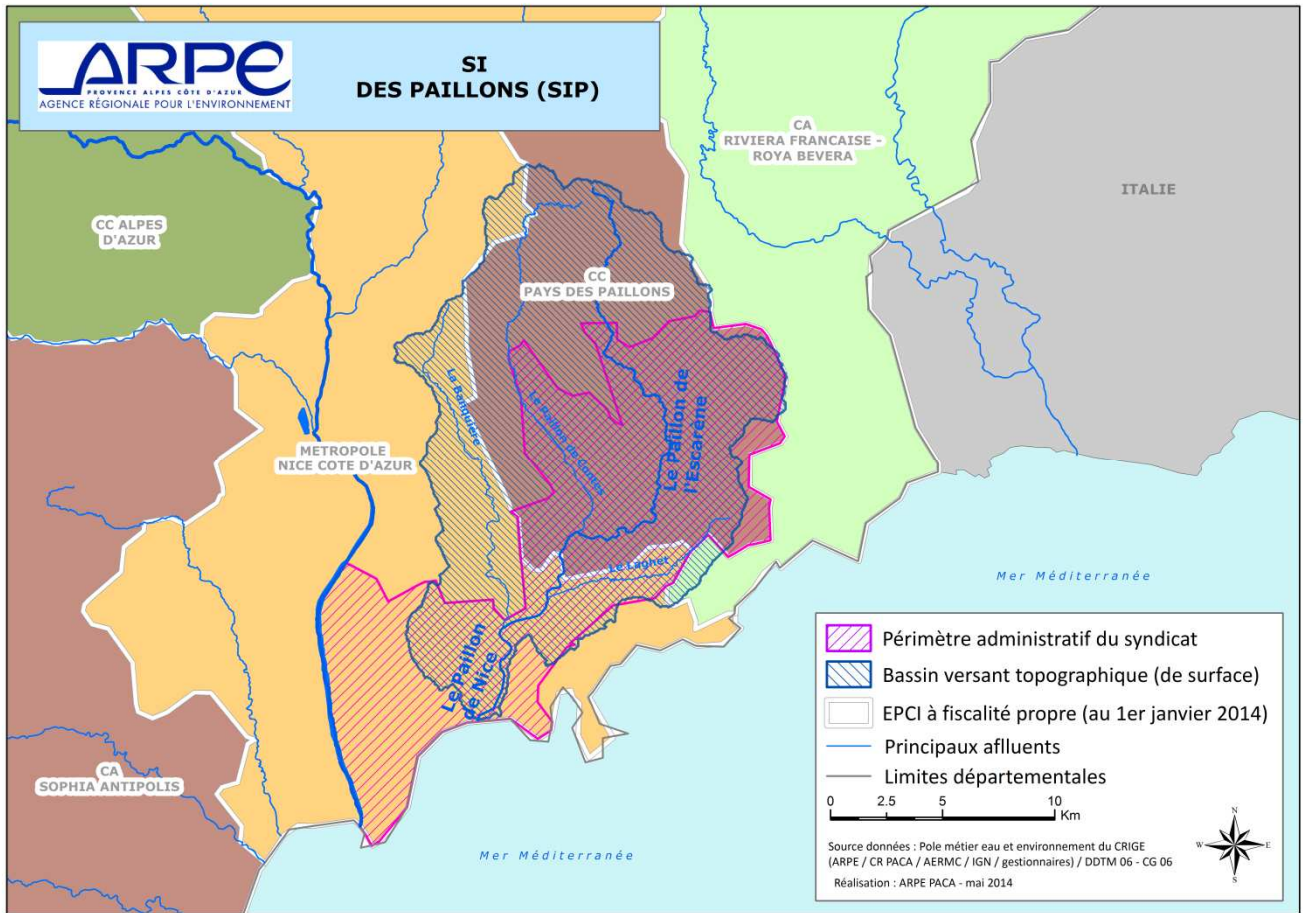 ARPE
PROVENCE ALPES CÔTE D'AZUR
AGENCE RÉGIONALE POUR L'ENVIRONNEMENT
SI
DES PAILLONS (SIP)
CA
RIVIERA FRANCAISE -
ROYA BEVERA
ITALIE
CC ALPES
D'AZUR
CC
PAYS DES PAILLONS
La Banquière
Le Paillon de Contes
Le Paillon de
l'Escarène
METROPOLE
NICE COTE D'AZUR
Le Laghet
Le Paillon
de Nice
CA
SOPHIA ANTIPOLIS
Mer Méditerranée
Mer Méditerranée
Périmètre administratif du syndicat
Bassin versant topographique (de surface)
EPCI à fiscalité propre (au 1er janvier 2014)
Principaux aflluents
Limites départementales
0 2.5 5 10
Km
Source données : Pole métier eau et environnement du CRIGE
(ARPE / CR PACA / AERMC / IGN / gestionnaires) / DDTM 06 - CG 06
Réalisation : ARPE PACA - mai 2014
N
W E
S